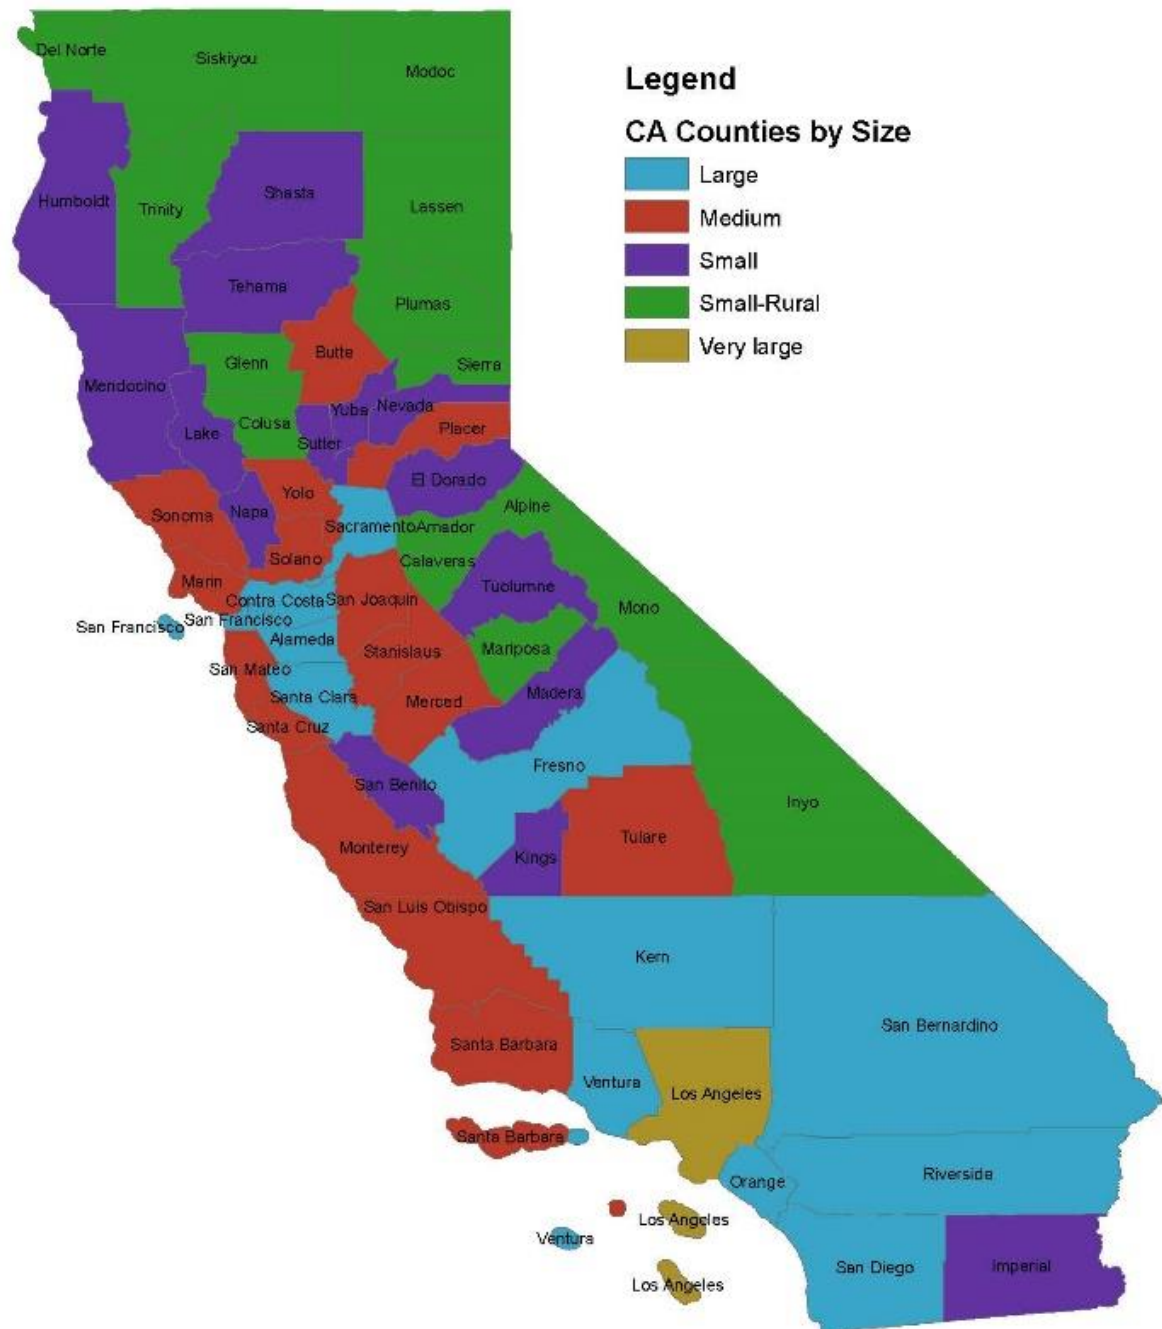 Legend
CA Counties by Size
Large
Medium
Small
Small-Rural
Very large
Del Norte
Siskiyou
Modoc
Humboldt
Trinity
Shasta
Lassen
Tehama
Plumas
Glenn
Butte
Sierra
Mendocino
Colusa
Lake
Sutter
Yuba
Nevada
Placer
El Dorado
Sonoma
Napa
Yolo
Sacramento
Amador
Alpine
Solano
Calaveras
Marin
Contra Costa
San Joaquin
Tuolumne
Mono
San Francisco
San Francisco
Alameda
Stanislaus
Mariposa
San Mateo
Santa Clara
Merced
Madera
Santa Cruz
San Benito
Fresno
Inyo
Monterey
Kings
Tulare
San Luis Obispo
Kern
San Bernardino
Santa Barbara
Ventura
Los Angeles
Santa Barbara
Orange
Riverside
Los Angeles
Ventura
San Diego
Imperial
Los Angeles